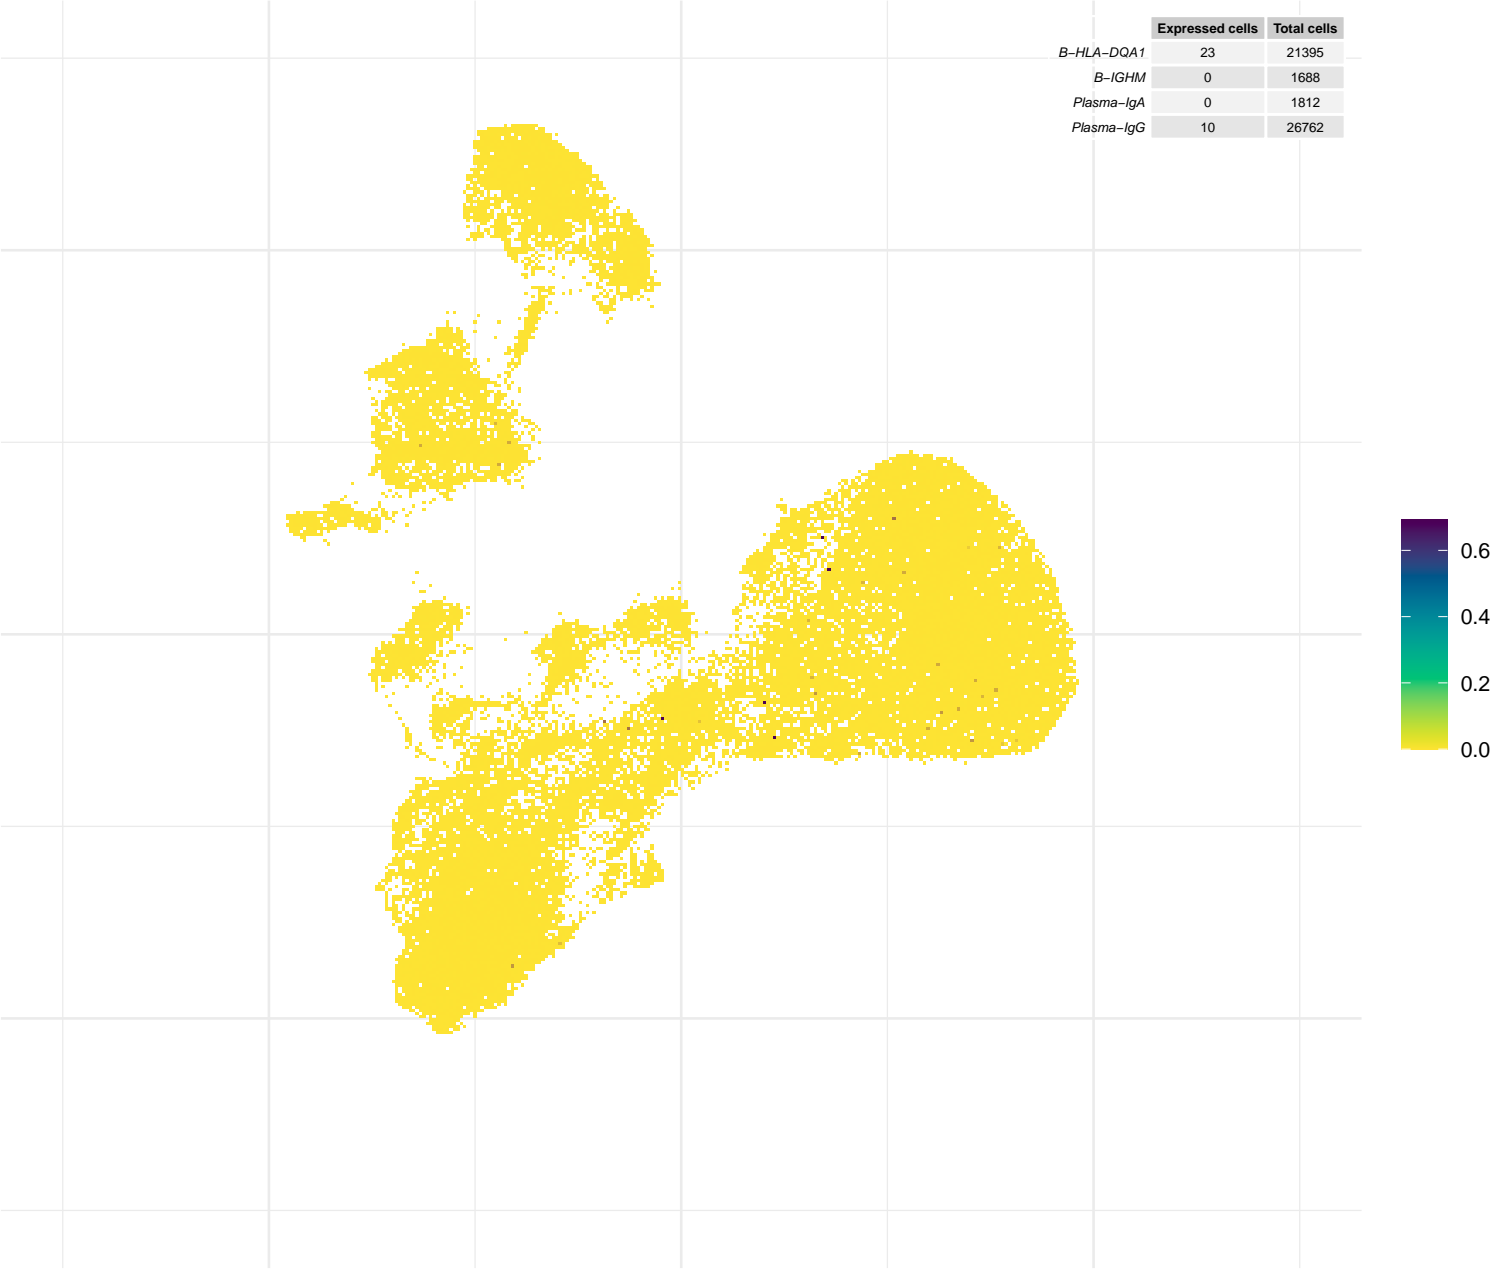 Expressed cells Total cells
B−HLA−DQA1 23 21395
B−IGHM 0 1688
Plasma−IgA 0 1812
Plasma−IgG 10 26762
0.6
0.4
0.2
0.0